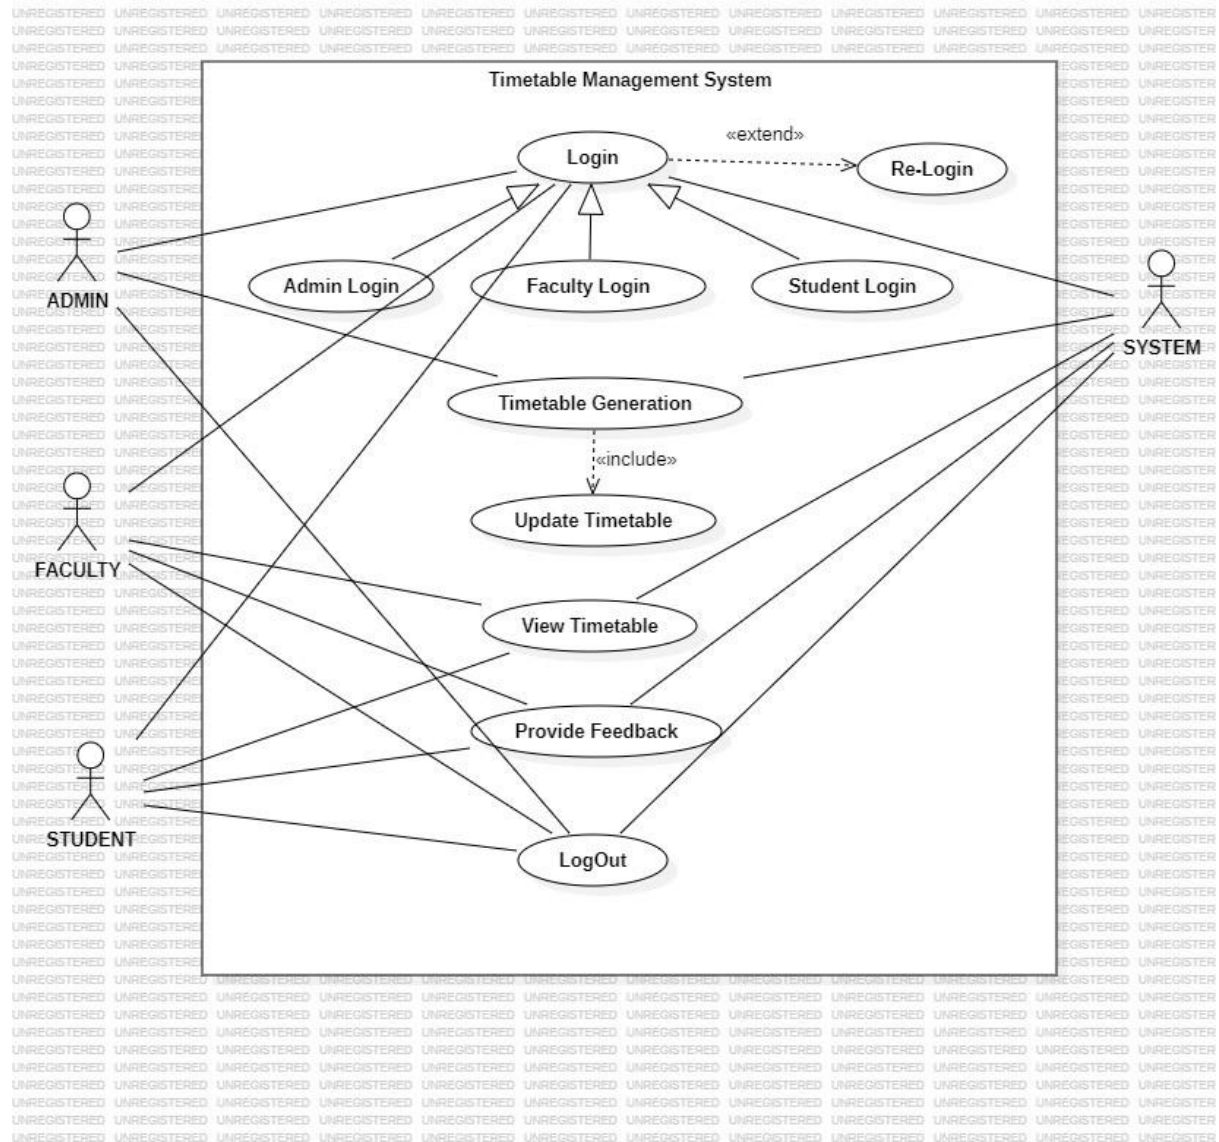 Timetable Management System
«extend»
Login
Re-Login
ADMIN
Admin Login
Faculty Login
Student Login
SYSTEM
Timetable Generation
«include»
Update Timetable
FACULTY
View Timetable
Provide Feedback
STUDENT
LogOut
UNREGISTERED